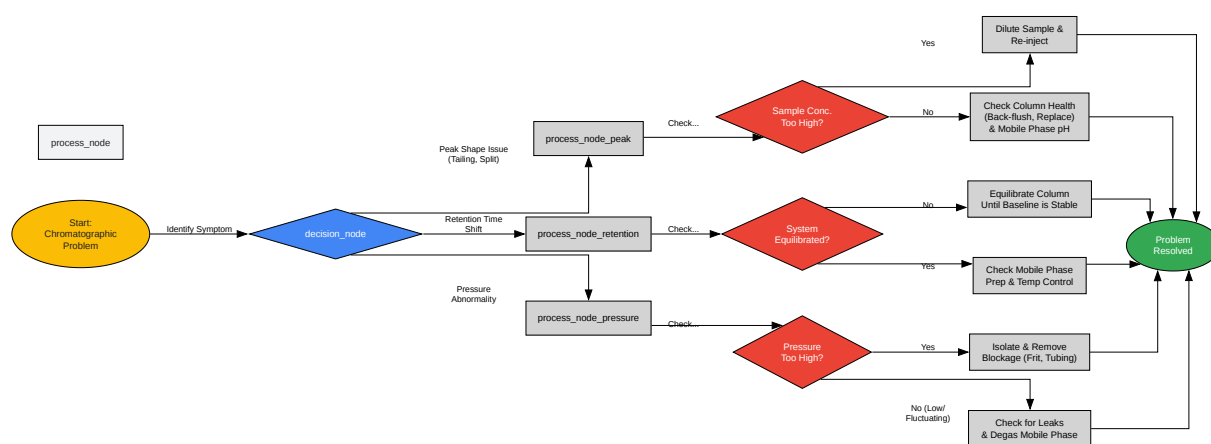 process_node
Start:
Chromatographic
Problem
Identify Symptom
decision_node
Peak Shape Issue
(Tailing, Split)
Retention Time
Shift
Pressure
Abnormality
process_node_peak
process_node_retention
process_node_pressure
Check...
Check...
Check...
Sample Conc.
Too High?
System
Equilibrated?
Pressure
Too High?
Yes
No
No
Yes
Yes
No (Low/
Fluctuating)
Dilute Sample &
Re-inject
Check Column Health
(Back-flush, Replace)
& Mobile Phase pH
Equilibrate Column
Until Baseline is Stable
Check Mobile Phase
Prep & Temp Control
Isolate & Remove
Blockage (Frit, Tubing)
Check for Leaks
& Degas Mobile Phase
Problem
Resolved